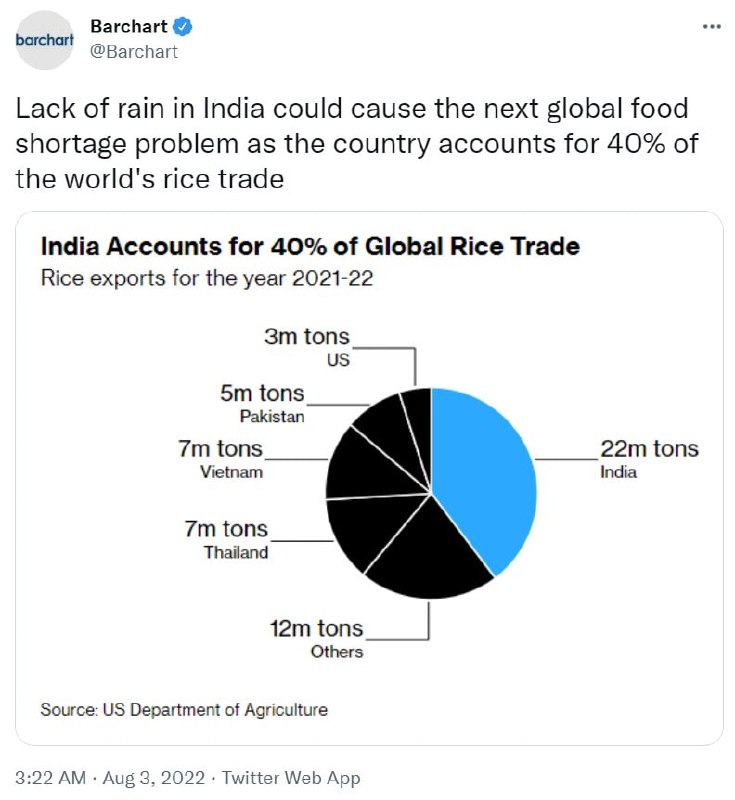 barchart
Barchart
@Barchart
Lack of rain in India could cause the next global food
shortage problem as the country accounts for 40% of
the world's rice trade
India Accounts for 40% of Global Rice Trade
Rice exports for the year 2021-22
3m tons
US
5m tons
Pakistan
7m tons
Vietnam
22m tons
India
7m tons
Thailand
12m tons
Others
Source: US Department of Agriculture
3:22 AM · Aug 3, 2022 · Twitter Web App